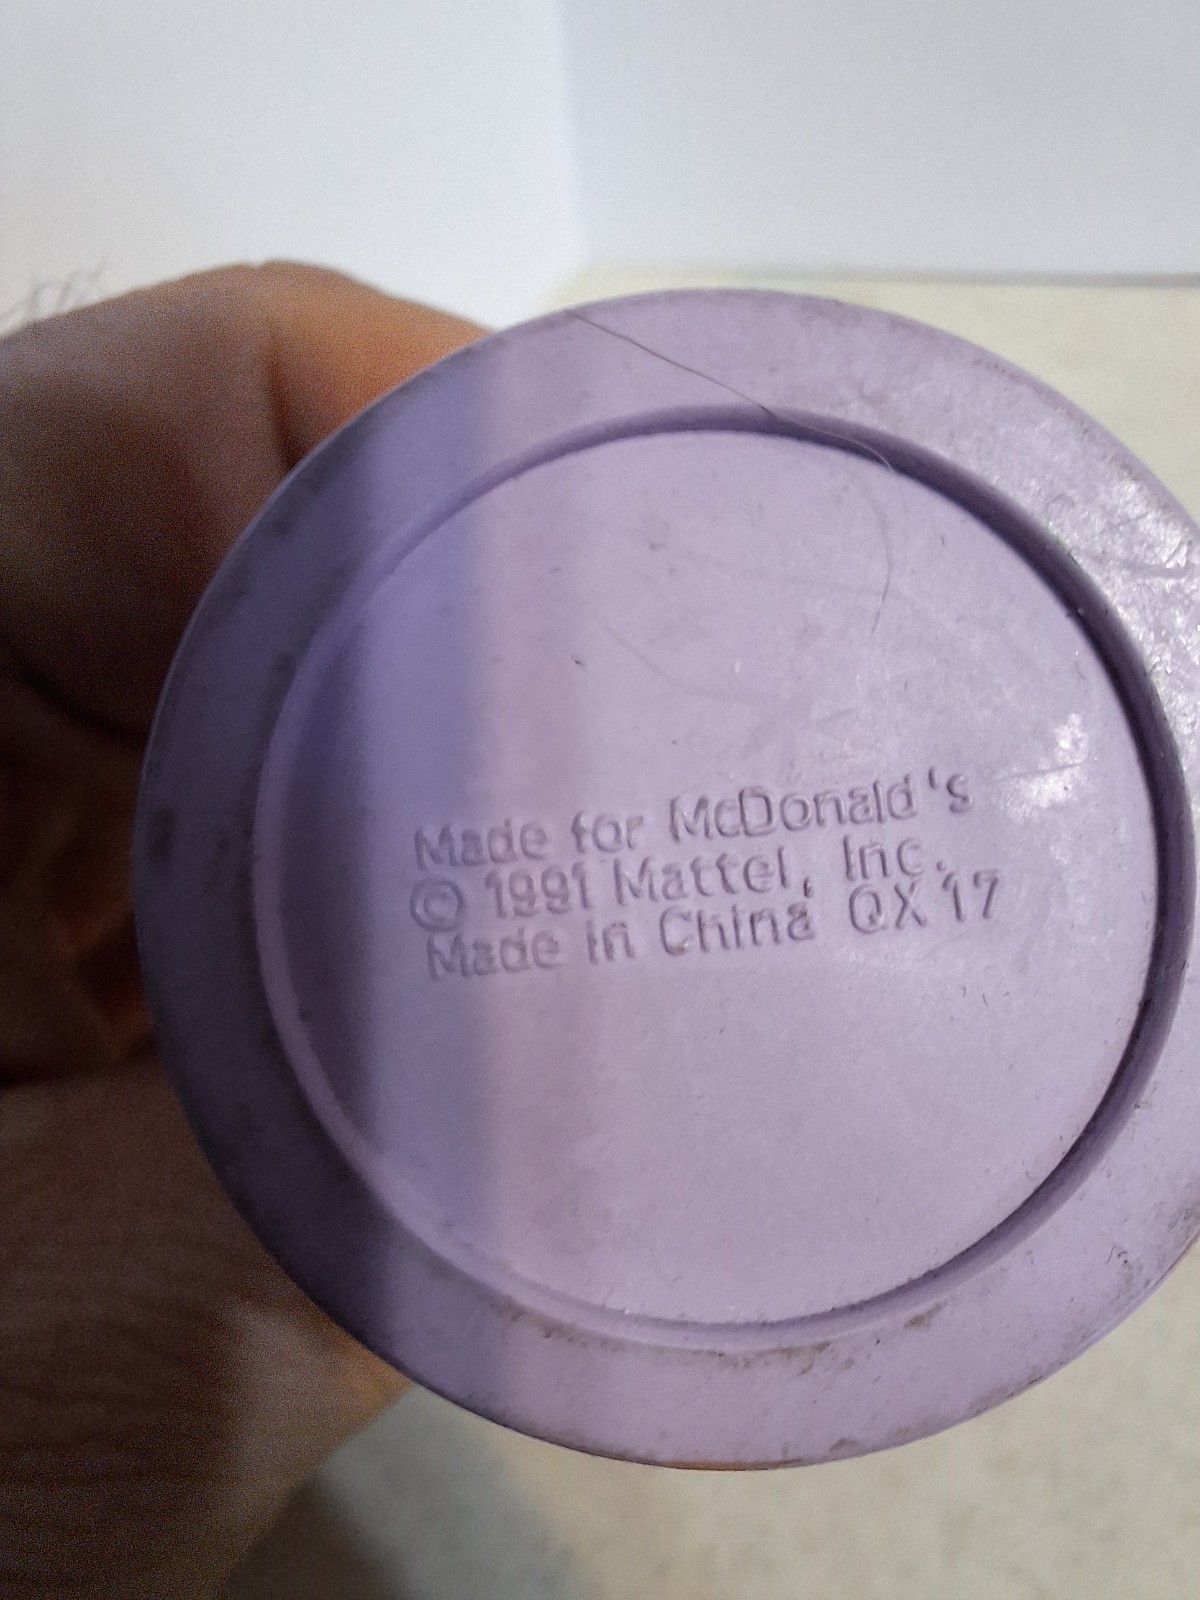 Made for McDonald's
© 1991 Mattel, Inc.
Made in China QX 17